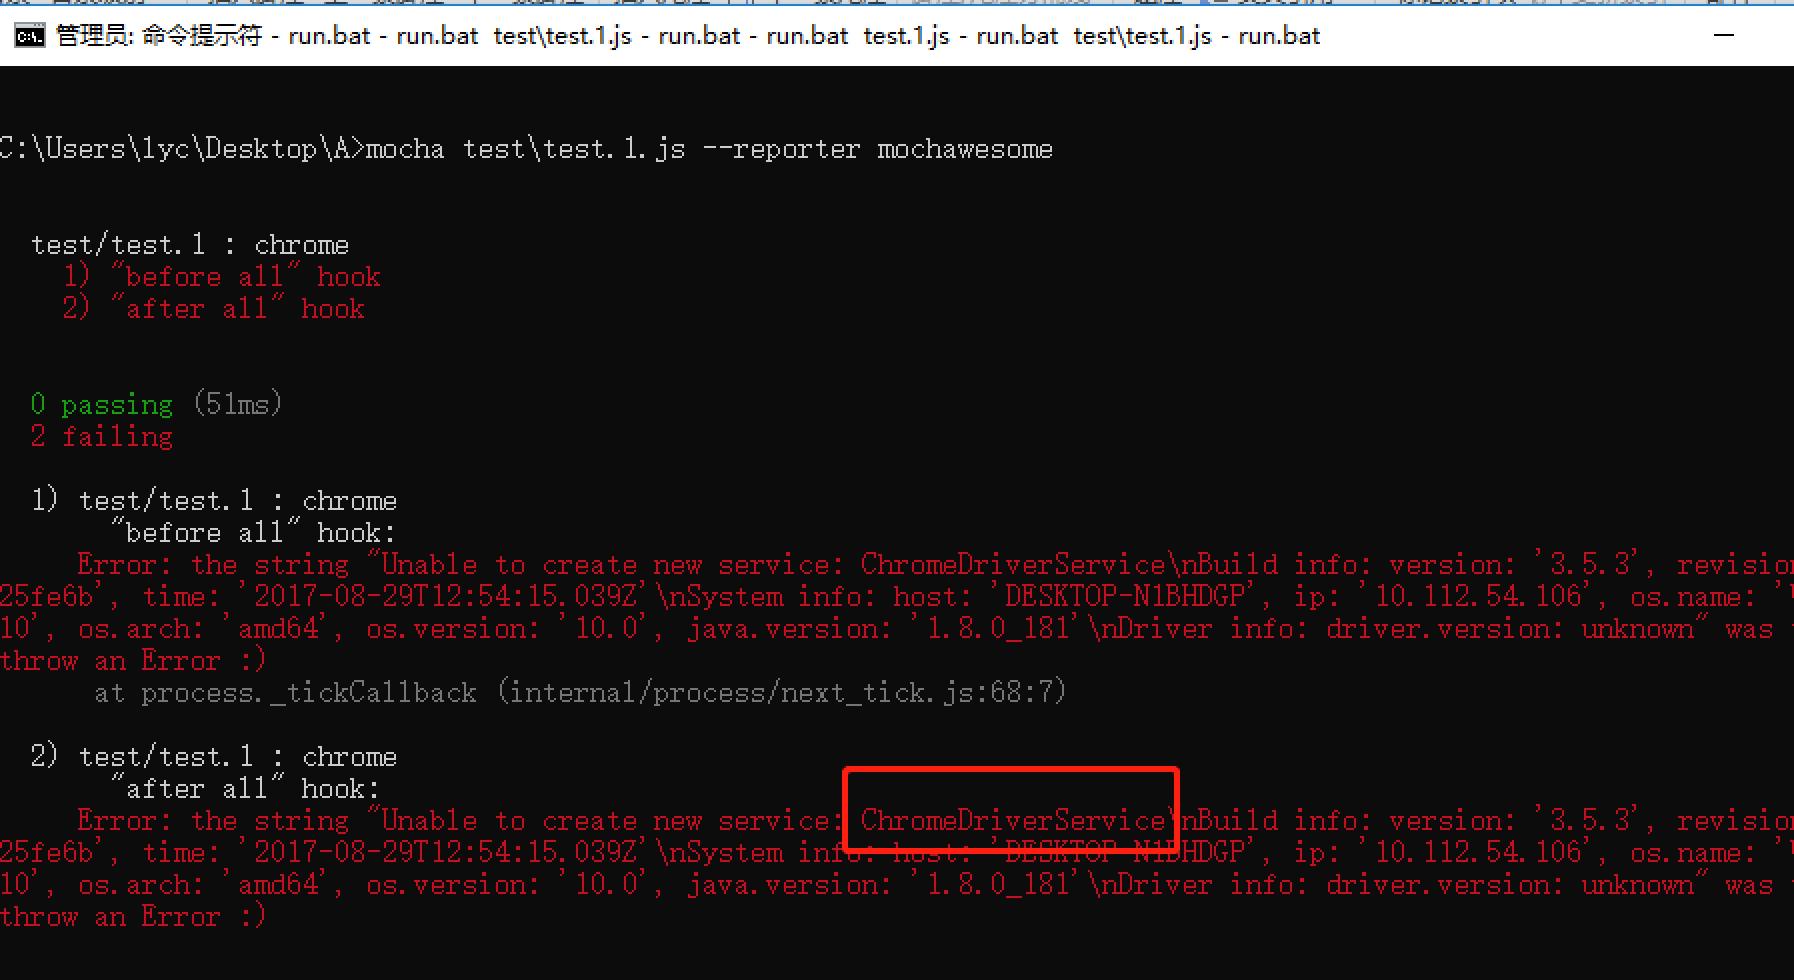 管理员: 命令提示符 - run.bat - run.bat test\test.1.js - run.bat - run.bat test.1.js - run.bat test\test.1.js - run.bat
C:\Users\lyc\Desktop\A>mocha test\test.1.js --reporter mochawesome
test/test.1 : chrome
1) "before all" hook
2) "after all" hook
0 passing (51ms)
2 failing
1) test/test.1 : chrome
"before all" hook:
Error: the string "Unable to create new service: ChromeDriverService\nBuild info: version: '3.5.3', revision
25fe6b', time: '2017-08-29T12:54:15.039Z'\nSystem info: host: 'DESKTOP-N1BHDGP', ip: '10.112.54.106', os.name: '
10', os.arch: 'amd64', os.version: '10.0', java.version: '1.8.0_181'\nDriver info: driver.version: unknown" was
throw an Error :)
at process._tickCallback (internal/process/next_tick.js:68:7)
2) test/test.1 : chrome
"after all" hook:
Error: the string "Unable to create new service: ChromeDriverService\nBuild info: version: '3.5.3', revision
25fe6b', time: '2017-08-29T12:54:15.039Z'\nSystem info: host: 'DESKTOP-N1BHDGP', ip: '10.112.54.106', os.name: '
10', os.arch: 'amd64', os.version: '10.0', java.version: '1.8.0_181'\nDriver info: driver.version: unknown" was
throw an Error :)